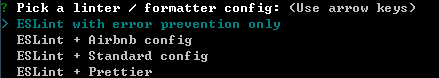 ? Pick a linter / formatter config: (Use arrow keys)
> ESLint with error prevention only
ESLint + Airbnb config
ESLint + Standard config
ESLint + Prettier